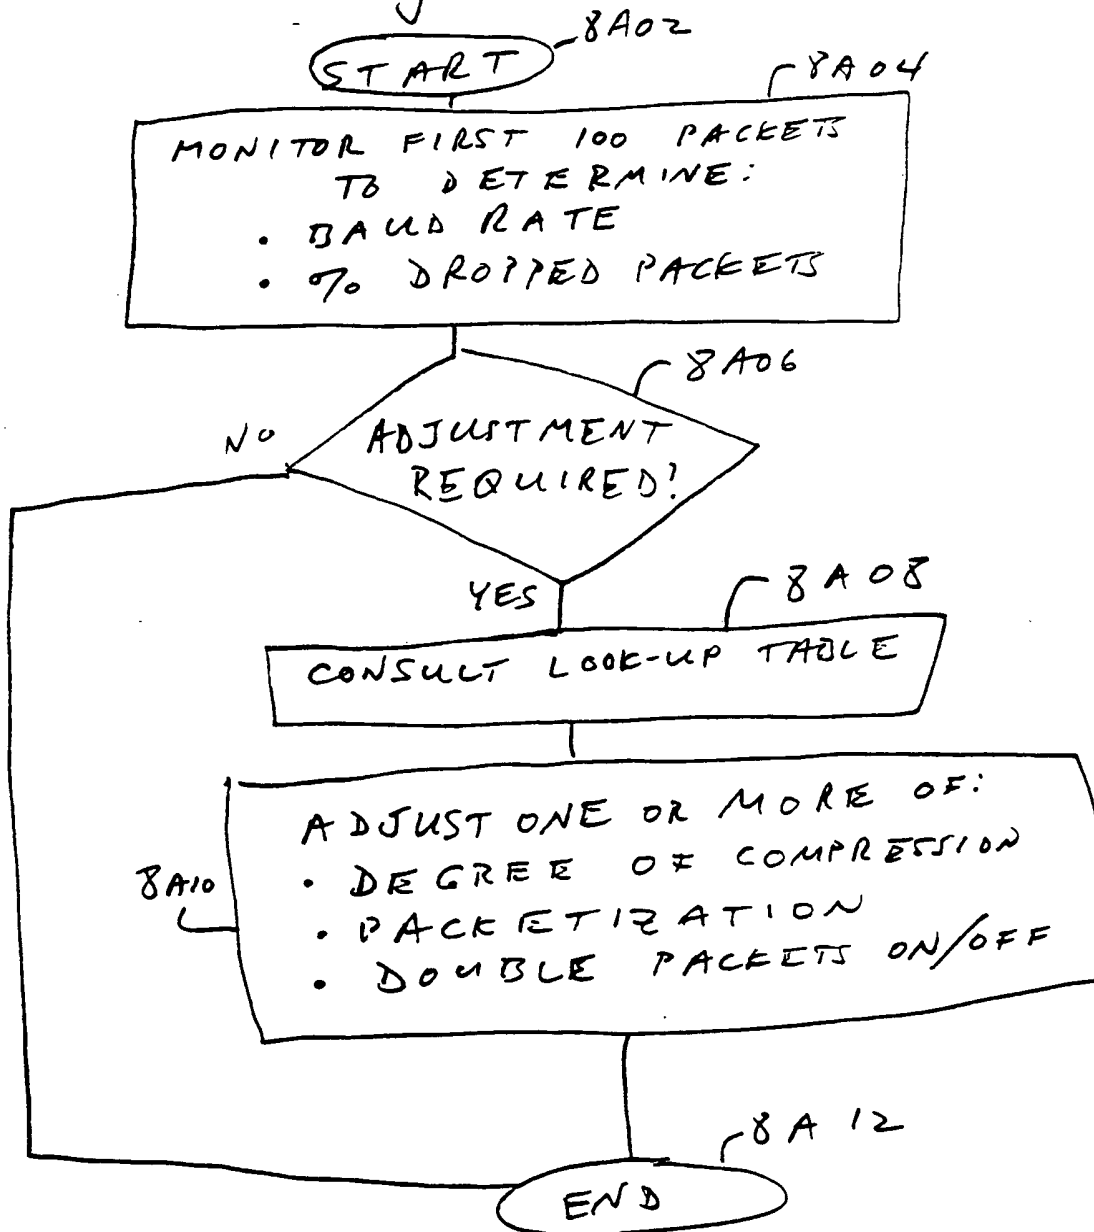 8A02
START
8A04
MONITOR FIRST 100 PACKETS
TO DETERMINE:
• BAUD RATE
• % DROPPED PACKETS
8A06
NO
ADJUSTMENT
REQUIRED?
YES
8A08
CONSULT LOOK-UP TABLE
ADJUST ONE OR MORE OF:
8A10
• DEGREE OF COMPRESSION
• PACKETIZATION
• DOUBLE PACKETS ON/OFF
8A12
END